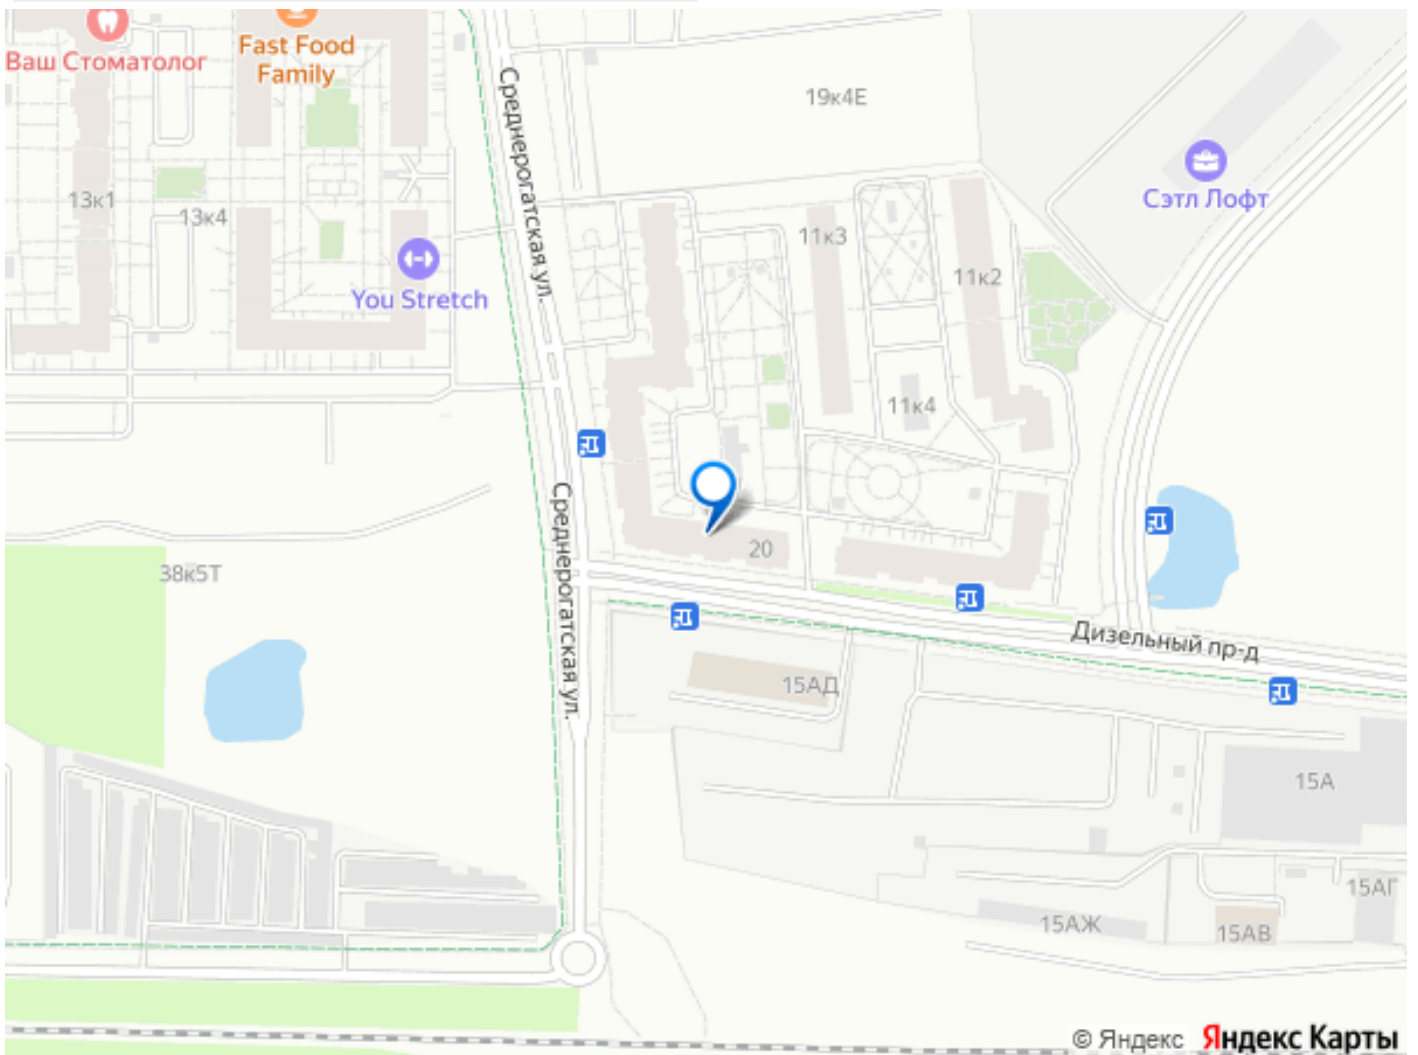 Ваш Стоматолог
Fast Food
Family
Среднерогатская ул.
19к4Е
Сэтл Лофт
13к1
13к4
11к3
11к2
You Stretch
11к4
Среднерогатская ул.
20
38к5Т
Дизельный пр-д
15АД
15А
15АГ
15АЖ
15АВ
© Яндекс Яндекс Карты